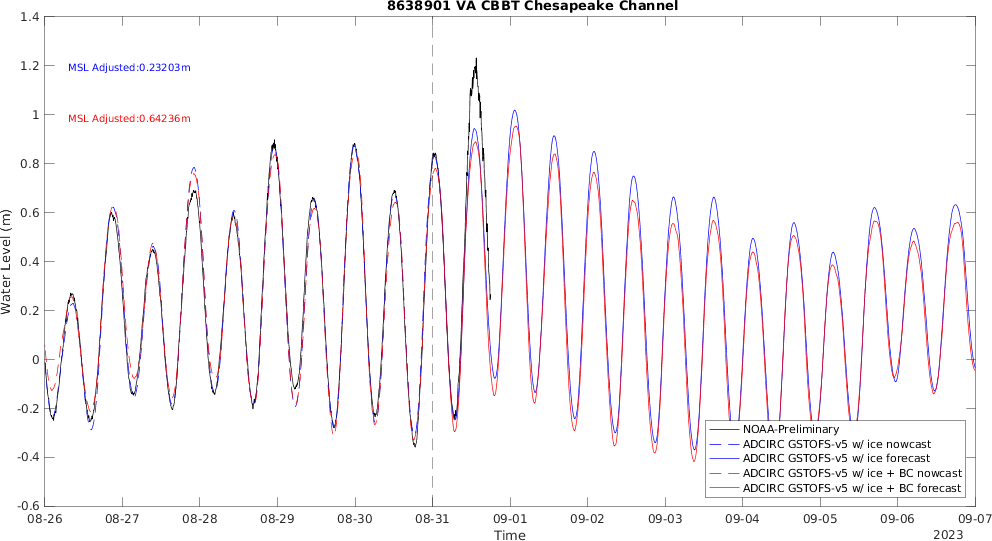 8638901 VA CBBT Chesapeake Channel
1.4
1.2
1
0.8
0.6
0.4
0.2
0
-0.2
-0.4
-0.6
Water Level (m)
MSL Adjusted:0.23203m
MSL Adjusted:0.64236m
NOAA-Preliminary
ADCIRC GSTOFS-v5 w/ ice nowcast
ADCIRC GSTOFS-v5 w/ ice forecast
ADCIRC GSTOFS-v5 w/ ice + BC nowcast
ADCIRC GSTOFS-v5 w/ ice + BC forecast
08-26 08-27 08-28 08-29 08-30 08-31 09-01 09-02 09-03 09-04 09-05 09-06 09-07
Time
2023